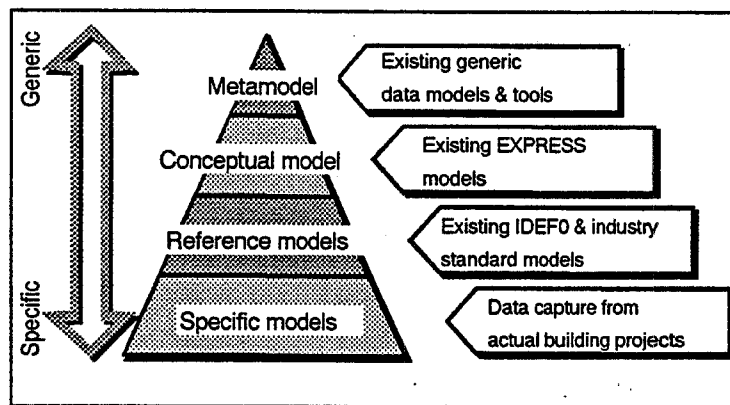 Generic
Specific
Metamodel
Conceptual model
Reference models
Specific models
Existing generic
data models & tools
Existing EXPRESS
models
Existing IDEF0 & industry
standard models
Data capture from
actual building projects